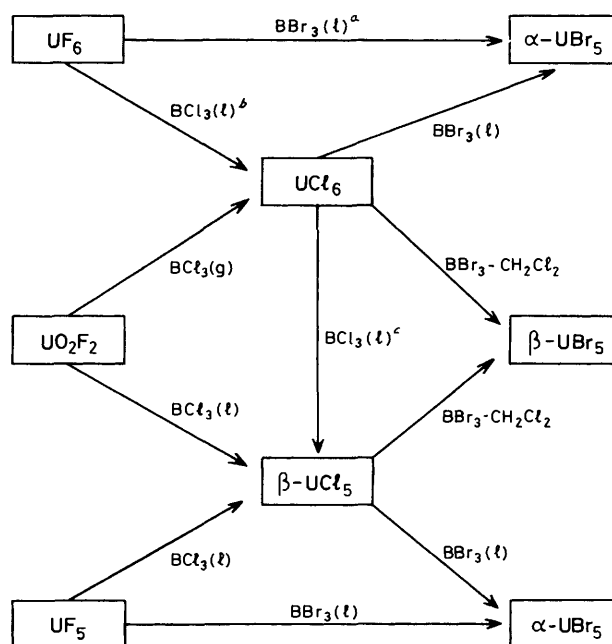 UF₆
BBr₃(ℓ)ᵃ
α-UBr₅
BCℓ₃(ℓ)ᵇ
BBr₃(ℓ)
UCℓ₆
BCℓ₃(g)
BBr₃-CH₂Cℓ₂
UO₂F₂
BCℓ₃(ℓ)ᶜ
β-UBr₅
BCℓ₃(ℓ)
BBr₃-CH₂Cℓ₂
β-UCℓ₅
BCℓ₃(ℓ)
BBr₃(ℓ)
UF₅
BBr₃(ℓ)
α-UBr₅